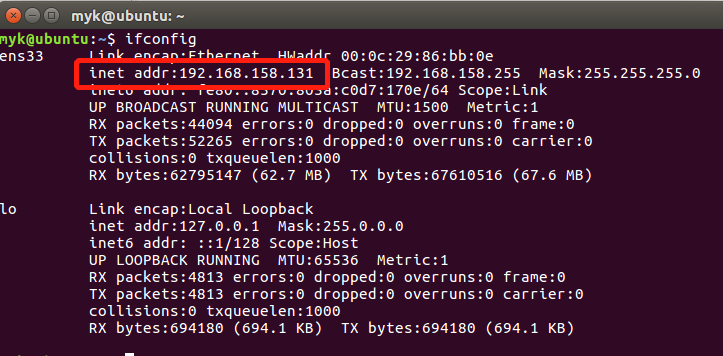 myk@ubuntu: ~
myk@ubuntu:~$ ifconfig
ens33 Link encap:Ethernet HWaddr 00:0c:29:86:bb:0e
inet addr:192.168.158.131 Bcast:192.168.158.255 Mask:255.255.255.0
inet6 addr: Scope:Link
UP BROADCAST RUNNING MULTICAST MTU:1500 Metric:1
RX packets:44094 errors:0 dropped:0 overruns:0 frame:0
TX packets:52265 errors:0 dropped:0 overruns:0 carrier:0
collisions:0 txqueuelen:1000
RX bytes:62795147 (62.7 MB) TX bytes:67610516 (67.6 MB)
lo Link encap:Local Loopback
inet addr:127.0.0.1 Mask:255.0.0.0
inet6 addr: ::1/128 Scope:Host
UP LOOPBACK RUNNING MTU:65536 Metric:1
RX packets:4813 errors:0 dropped:0 overruns:0 frame:0
TX packets:4813 errors:0 dropped:0 overruns:0 carrier:0
collisions:0 txqueuelen:1000
RX bytes:694180 (694.1 KB) TX bytes:694180 (694.1 KB)